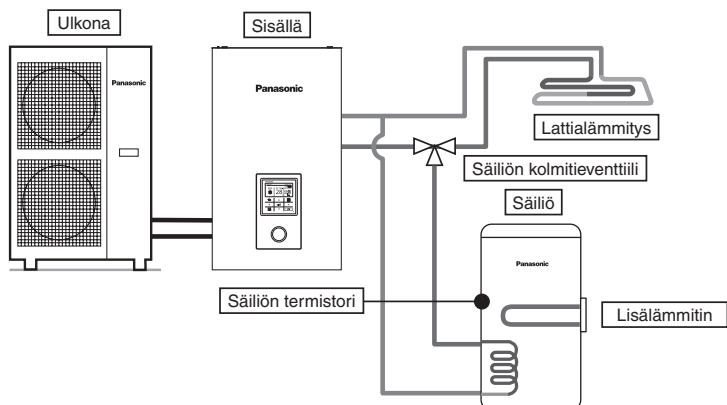 Ulkona
Sisällä
Panasonic
Panasonic
Lattialämmitys
Säiliön kolmitieventtiili
Säiliö
Panasonic
Säiliön termistori
Lisälämmitin